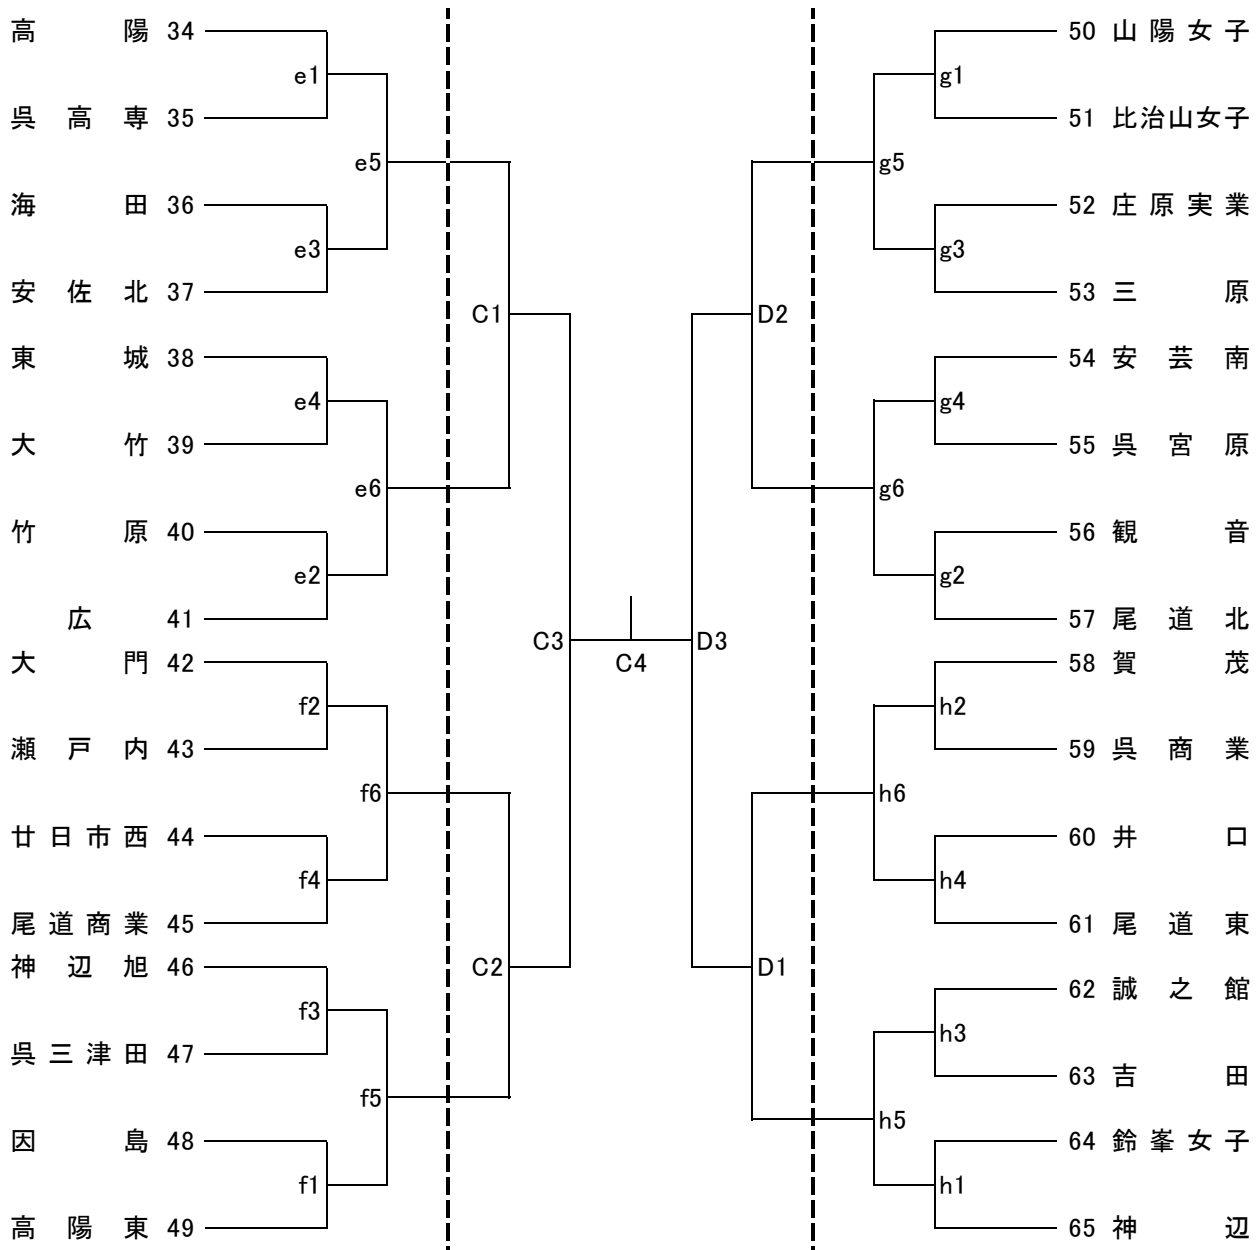 高陽 34
e1
呉高専 35
e5
海田 36
e3
安佐北 37
C1
東城 38
e4
大竹 39
e6
竹原 40
e2
広 41
C3
大門 42
f2
瀬戸内 43
f6
廿日市西 44
f4
尾道商業 45
神辺旭 46
C2
f3
呉三津田 47
f5
因島 48
f1
高陽東 49
C4
50 山陽女子
g1
51 比治山女子
g5
52 庄原実業
g3
53 三原
D2
54 安芸南
g4
55 呉宮原
g6
56 観音
g2
57 尾道北
D3
58 賀茂
h2
59 呉商業
h6
60 井口
h4
61 尾道東
D1
62 誠之館
h3
63 吉田
h5
64 鈴峯女子
h1
65 神辺